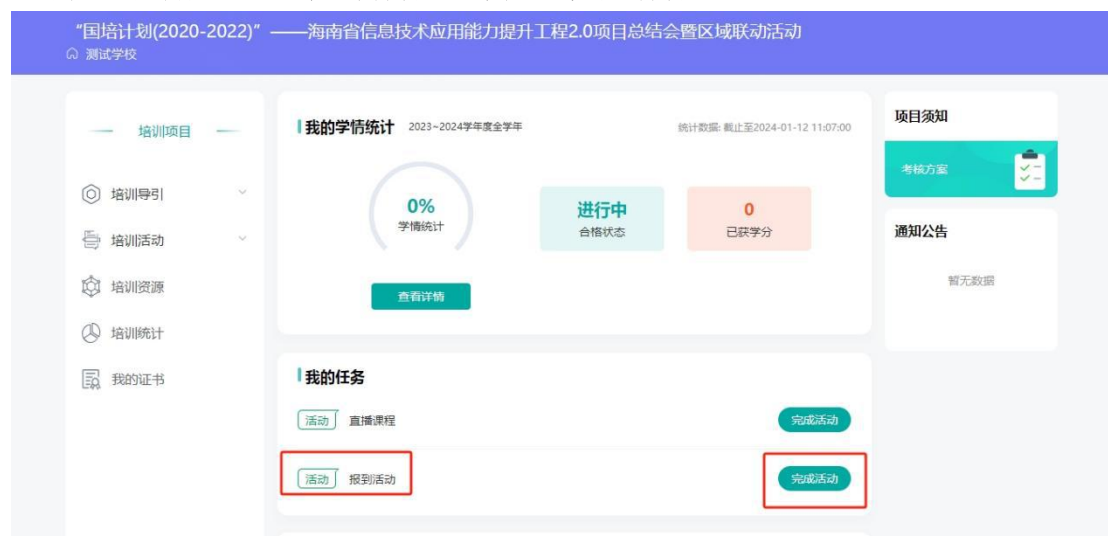 “国培计划(2020-2022)” ——海南省信息技术应用能力提升工程2.0项目总结会暨区域联动活动
测试学校
培训项目
培训导引
培训活动
培训资源
培训统计
我的证书
我的学情统计 2023~2024学年度全学年 统计数据: 截止至2024-01-12 11:07:00
0%
学情统计
进行中
合格状态
0
已获学分
查看详情
我的任务
活动 直播课程 完成活动
活动 报到活动 完成活动
项目须知
考核方案
通知公告
暂无数据